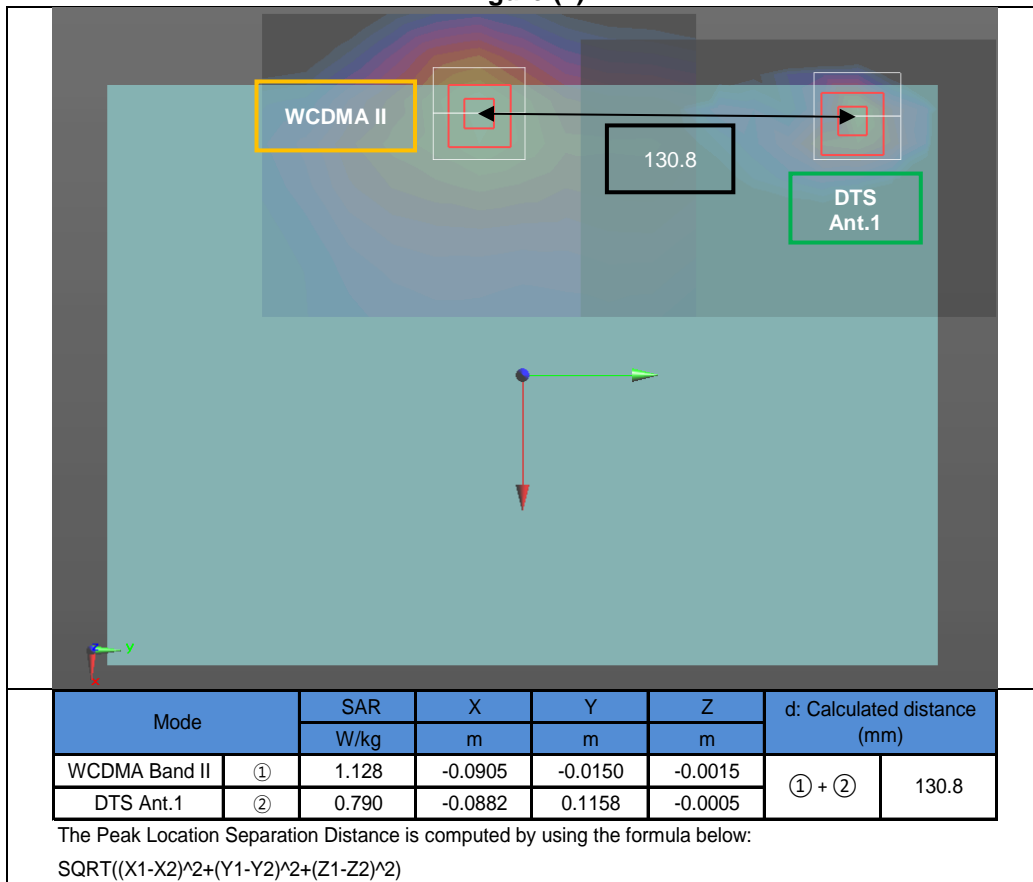 WCDMA II
130.8
DTS
Ant.1
z
y
x
Mode SAR X Y Z d: Calculated distance
W/kg m m m (mm)
WCDMA Band II ① 1.128 -0.0905 -0.0150 -0.0015 ① + ② 130.8
DTS Ant.1 ② 0.790 -0.0882 0.1158 -0.0005
The Peak Location Separation Distance is computed by using the formula below:
SQRT((X1-X2)^2+(Y1-Y2)^2+(Z1-Z2)^2)